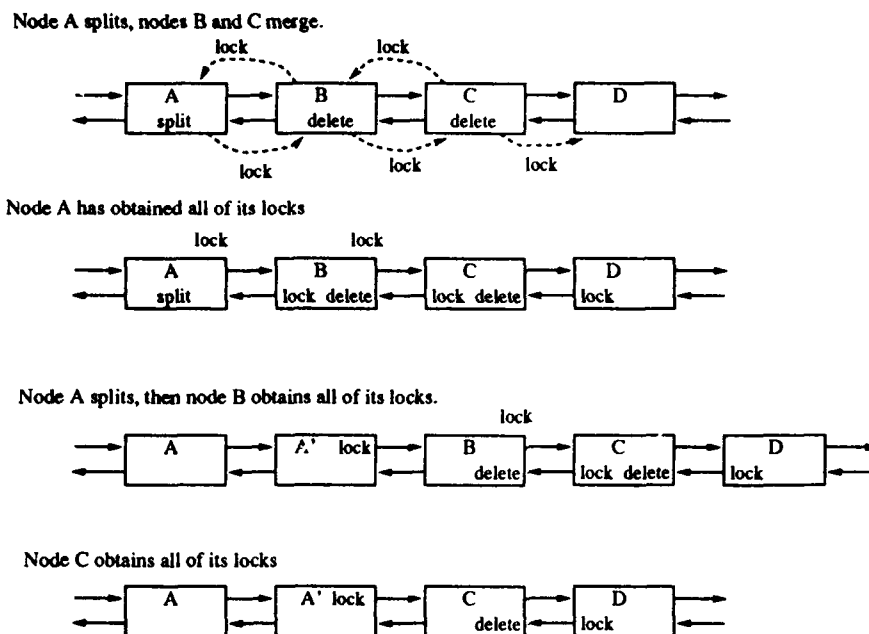 Node A splits, nodes B and C merge.
lock lock
A B C D
split delete delete
lock lock lock
Node A has obtained all of its locks
lock lock
A B C D
split lock delete lock delete lock
Node A splits, then node B obtains all of its locks.
lock
A A' lock B C D
delete lock delete lock
Node C obtains all of its locks
A A' lock C D
delete lock